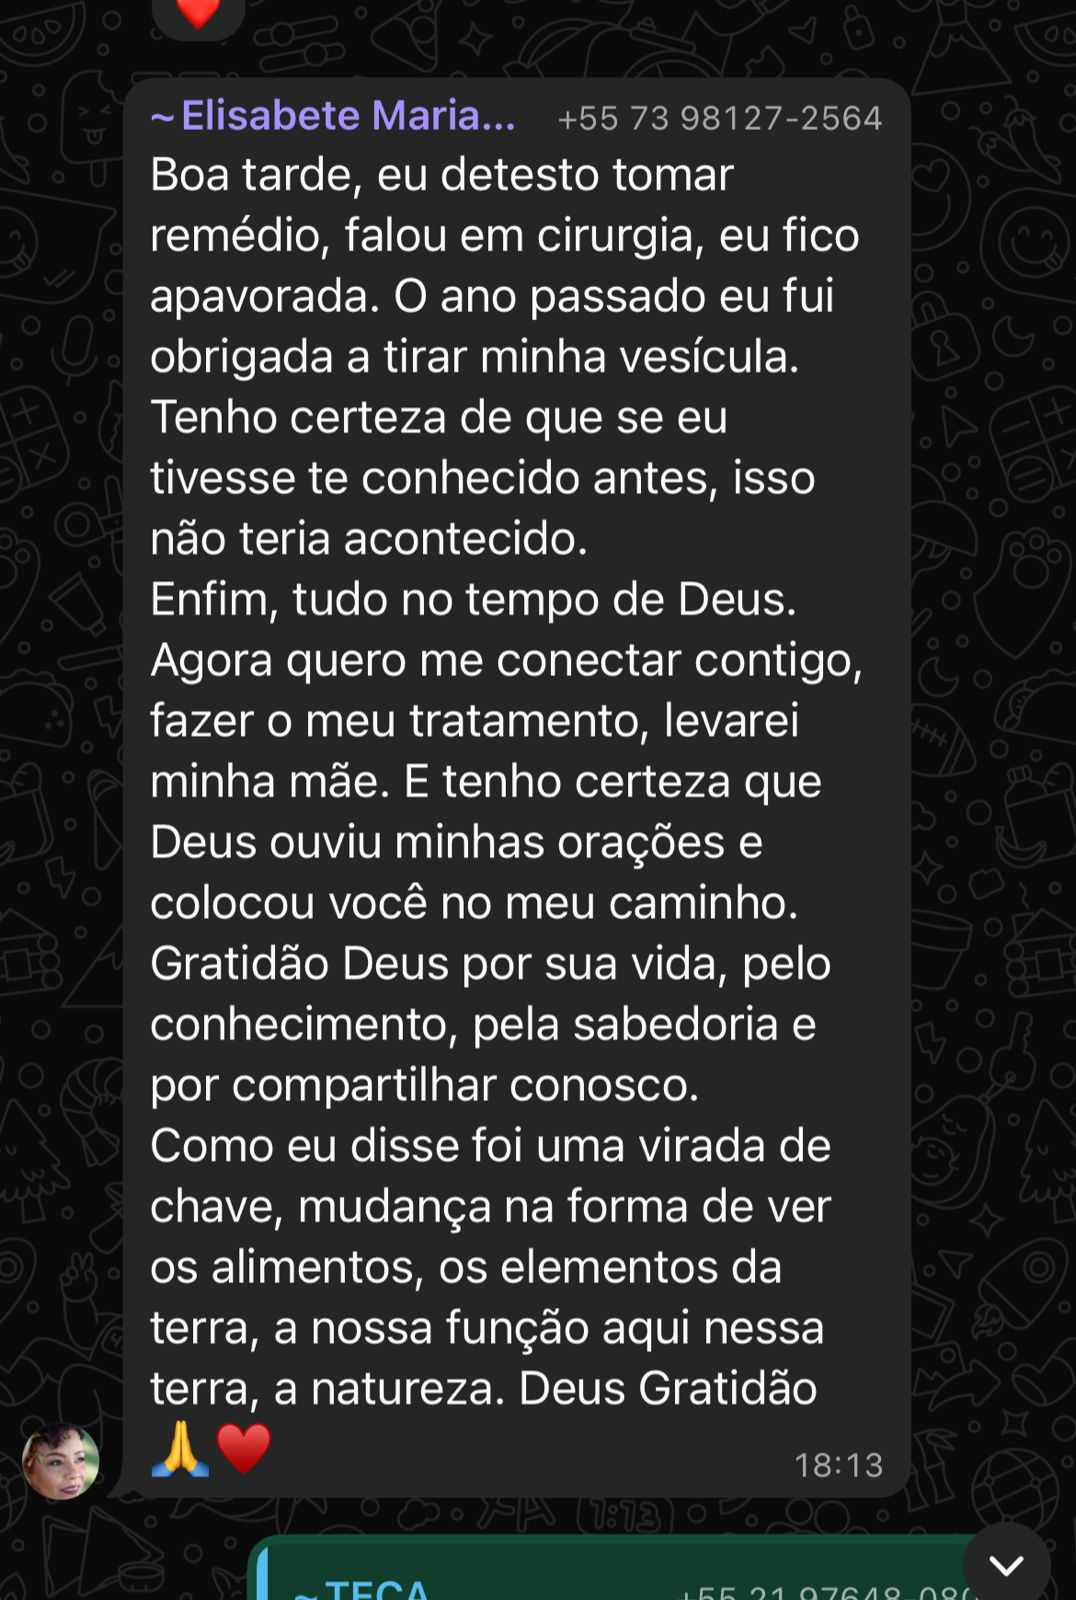 ~Elisabete Maria... +55 73 98127-2564
Boa tarde, eu detesto tomar
remédio, falou em cirurgia, eu fico
apavorada. O ano passado eu fui
obrigada a tirar minha vesícula.
Tenho certeza de que se eu
tivesse te conhecido antes, isso
não teria acontecido.
Enfim, tudo no tempo de Deus.
Agora quero me conectar contigo,
fazer o meu tratamento, levarei
minha mãe. E tenho certeza que
Deus ouviu minhas orações e
colocou você no meu caminho.
Gratidão Deus por sua vida, pelo
conhecimento, pela sabedoria e
por compartilhar conosco.
Como eu disse foi uma virada de
chave, mudança na forma de ver
os alimentos, os elementos da
terra, a nossa função aqui nessa
terra, a natureza. Deus Gratidão
🙏♥️
18:13
~TECA +55 21 97648-